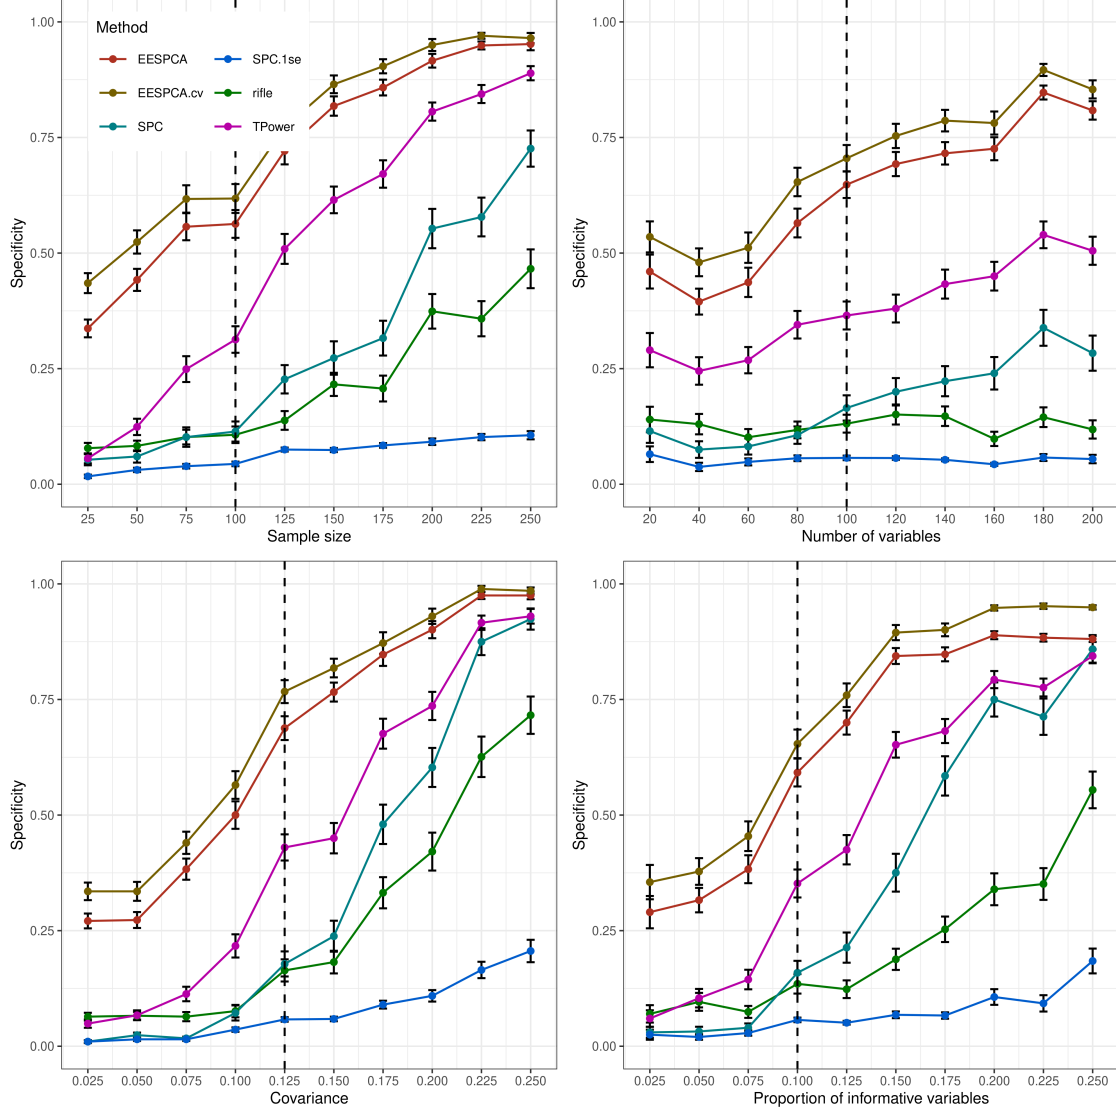 Method
EESPCA SPC.1se
EESPCA.cv rifle
SPC TPower
Specificity
1.00
0.75
0.50
0.25
0.00
25 50 75 100 125 150 175 200 225 250
Sample size
Specificity
1.00
0.75
0.50
0.25
0.00
20 40 60 80 100 120 140 160 180 200
Number of variables
Specificity
1.00
0.75
0.50
0.25
0.00
0.025 0.050 0.075 0.100 0.125 0.150 0.175 0.200 0.225 0.250
Covariance
Specificity
1.00
0.75
0.50
0.25
0.00
0.025 0.050 0.075 0.100 0.125 0.150 0.175 0.200 0.225 0.250
Proportion of informative variables